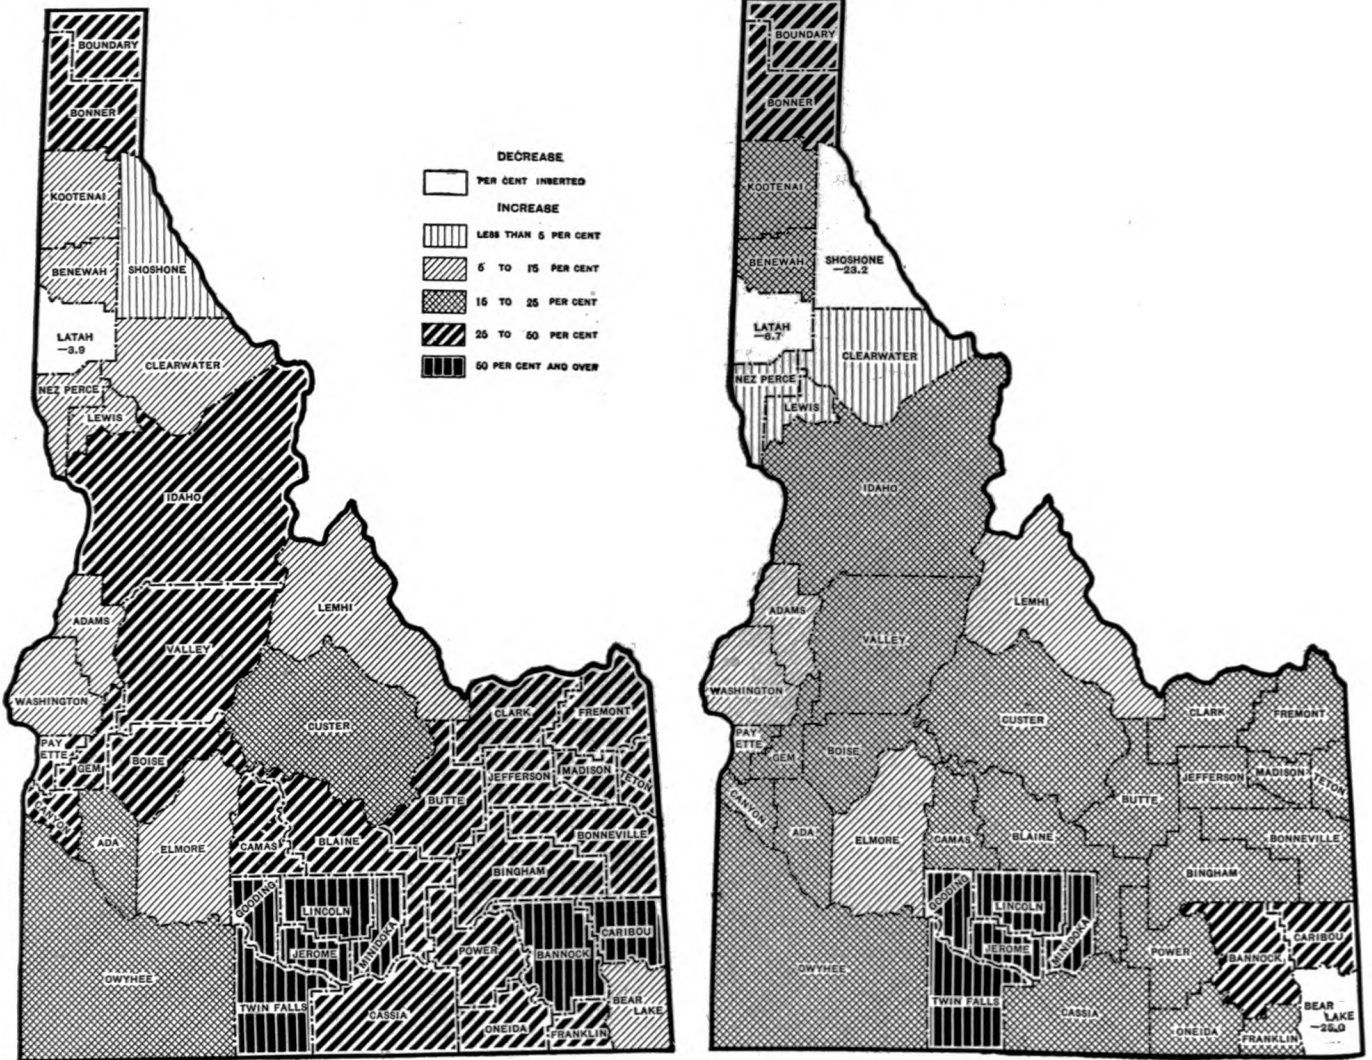 BOUNDARY
BONNER
KOOTENAI
BENEWAH
SHOSHONE
LATAH
—3.9
CLEARWATER
NEZ PERCE
LEWIS
IDAHO
LEMHI
ADAMS
VALLEY
WASHINGTON
CUSTER
CLARK
FREMONT
PAY
ETTE
GEM
BOISE
JEFFERSON
MADISON
TETON
CANYON
ADA
ELMORE
CAMAS
BLAINE
BUTTE
BONNEVILLE
BINGHAM
GOODING
LINCOLN
MINIDOKA
JEROME
POWER
BANNOCK
CARIBOU
OWYHEE
TWIN FALLS
CASSIA
ONEIDA
FRANKLIN
BEAR
LAKE
DECREASE
PER CENT INSERTED
INCREASE
LESS THAN 5 PER CENT
5 TO 15 PER CENT
15 TO 25 PER CENT
25 TO 50 PER CENT
50 PER CENT AND OVER
BOUNDARY
BONNER
KOOTENAI
BENEWAH
SHOSHONE
—23.2
LATAH
—6.7
CLEARWATER
NEZ PERCE
LEWIS
IDAHO
LEMHI
ADAMS
VALLEY
WASHINGTON
CUSTER
CLARK
FREMONT
PAY
ETTE
GEM
BOISE
JEFFERSON
MADISON
TETON
CANYON
ADA
ELMORE
CAMAS
BLAINE
BUTTE
BONNEVILLE
BINGHAM
GOODING
LINCOLN
MINIDOKA
JEROME
POWER
BANNOCK
CARIBOU
OWYHEE
TWIN FALLS
CASSIA
ONEIDA
FRANKLIN
BEAR
LAKE